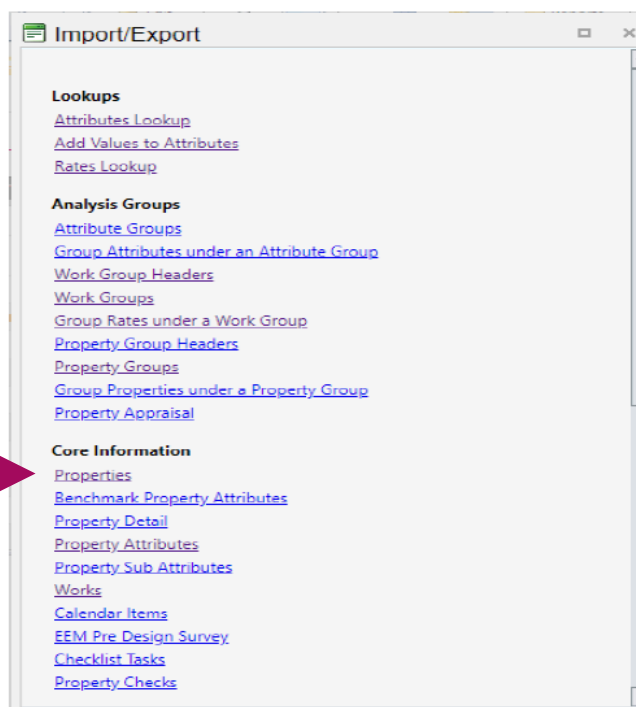 Import/Export
Lookups
Attributes Lookup
Add Values to Attributes
Rates Lookup
Analysis Groups
Attribute Groups
Group Attributes under an Attribute Group
Work Group Headers
Work Groups
Group Rates under a Work Group
Property Group Headers
Property Groups
Group Properties under a Property Group
Property Appraisal
Core Information
Properties
Benchmark Property Attributes
Property Detail
Property Attributes
Property Sub Attributes
Works
Calendar Items
EEM Pre Design Survey
Checklist Tasks
Property Checks